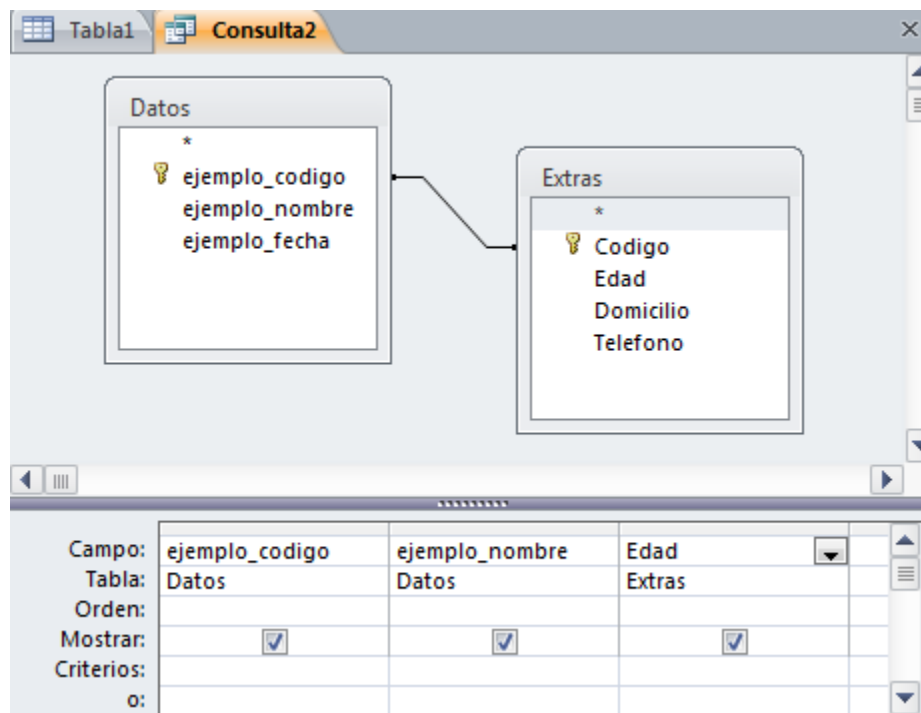 Tabla1 Consulta2
Datos
*
ejemplo_codigo
ejemplo_nombre
ejemplo_fecha
Extras
*
Codigo
Edad
Domicilio
Telefono
Campo: ejemplo_codigo ejemplo_nombre Edad
Tabla: Datos Datos Extras
Orden:
Mostrar:
Criterios:
o: